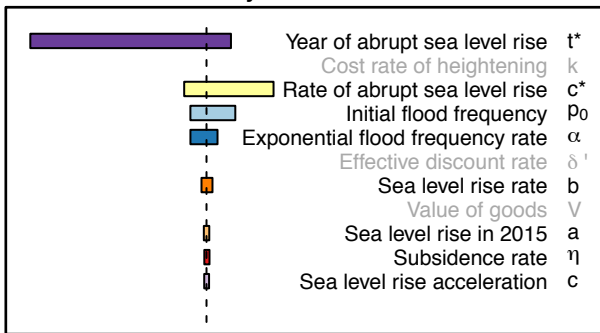 Year of abrupt sea level rise t*
Cost rate of heightening k
Rate of abrupt sea level rise c*
Initial flood frequency p₀
Exponential flood frequency rate α
Effective discount rate δ'
Sea level rise rate b
Value of goods V
Sea level rise in 2015 a
Subsidence rate η
Sea level rise acceleration c